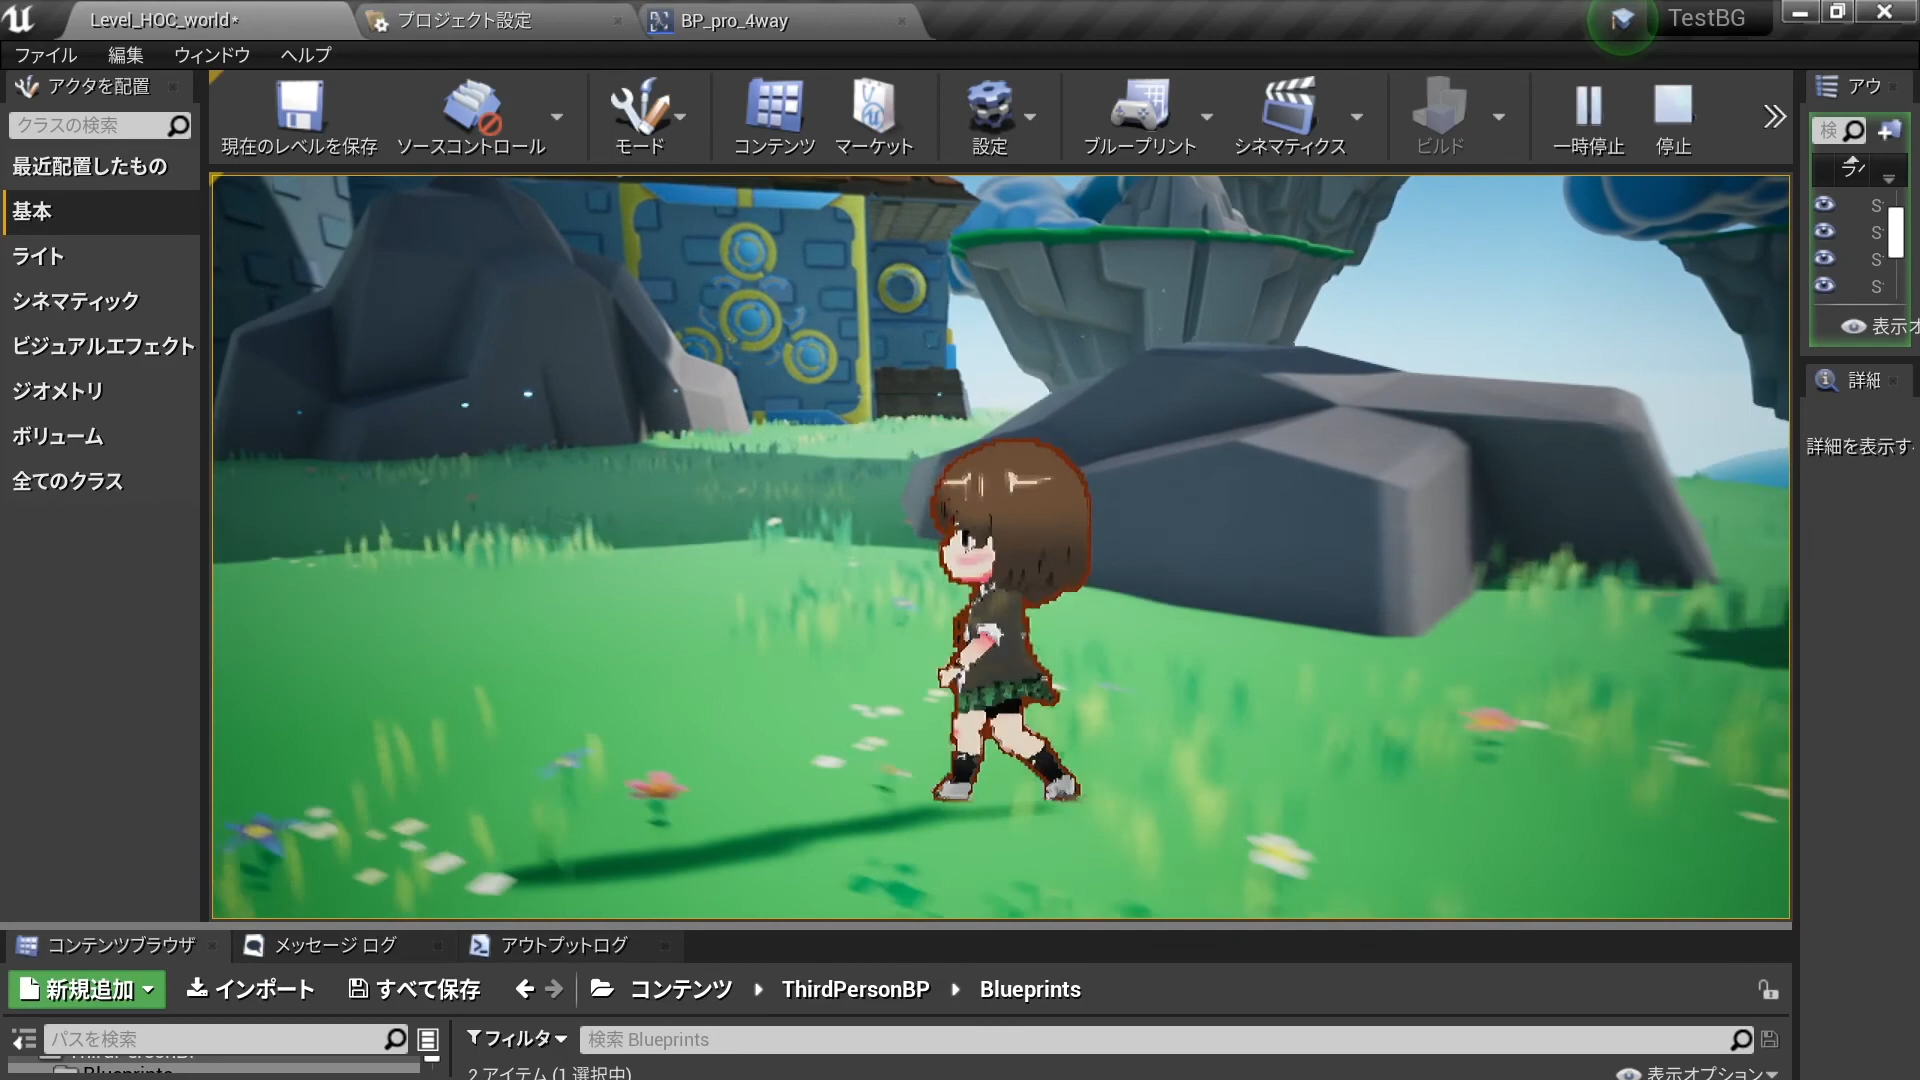 Level_HOC_world*
プロジェクト設定
BP_pro_4way
TestBG
ファイル 編集 ウィンドウ ヘルプ
アクタを配置
クラスの検索
最近配置したもの
基本
ライト
シネマティック
ビジュアルエフェクト
ジオメトリ
ボリューム
全てのクラス
現在のレベルを保存
ソースコントロール
モード
コンテンツ
マーケット
設定
ブループリント
シネマティクス
ビルド
一時停止
停止
アウ
検
ラ
S
S
S
S
表示オ
詳細
詳細を表示す
コンテンツブラウザ
メッセージ ログ
アウトプットログ
新規追加
インポート
すべて保存
コンテンツ
ThirdPersonBP
Blueprints
パスを検索
フィルタ
検索 Blueprints
ThirdPersonBP
Blueprints
2 アイテム (1 選択中)
表示オプション